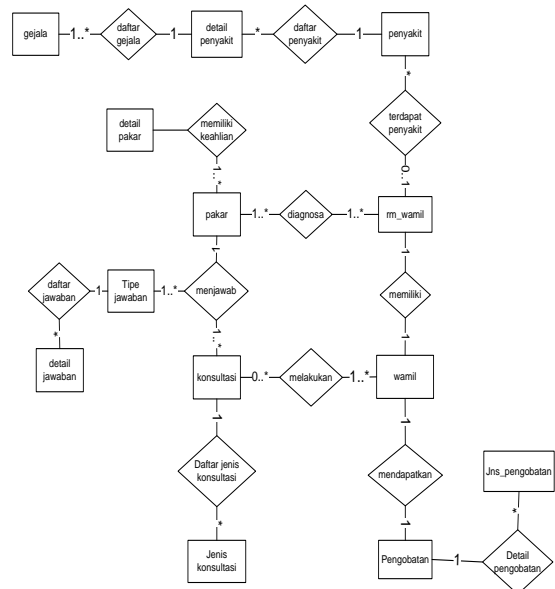 gejala
1..*
daftar
gejala
1
detail
penyakit
*
daftar
penyakit
1
penyakit
*
terdapat
penyakit
0..1
detail
pakar
memiliki
keahlian
1..*
pakar
1..*
diagnosa
1..*
rm_wamil
1
memiliki
1
1
daftar
jawaban
1
Tipe
jawaban
1..*
menjawab
*
detail
jawaban
1..*
konsultasi
0..*
melakukan
1..*
wamil
1
Daftar jenis
konsultasi
*
Jenis
konsultasi
1
mendapatkan
1
Pengobatan
1
Detail
pengobatan
*
Jns_pengobatan